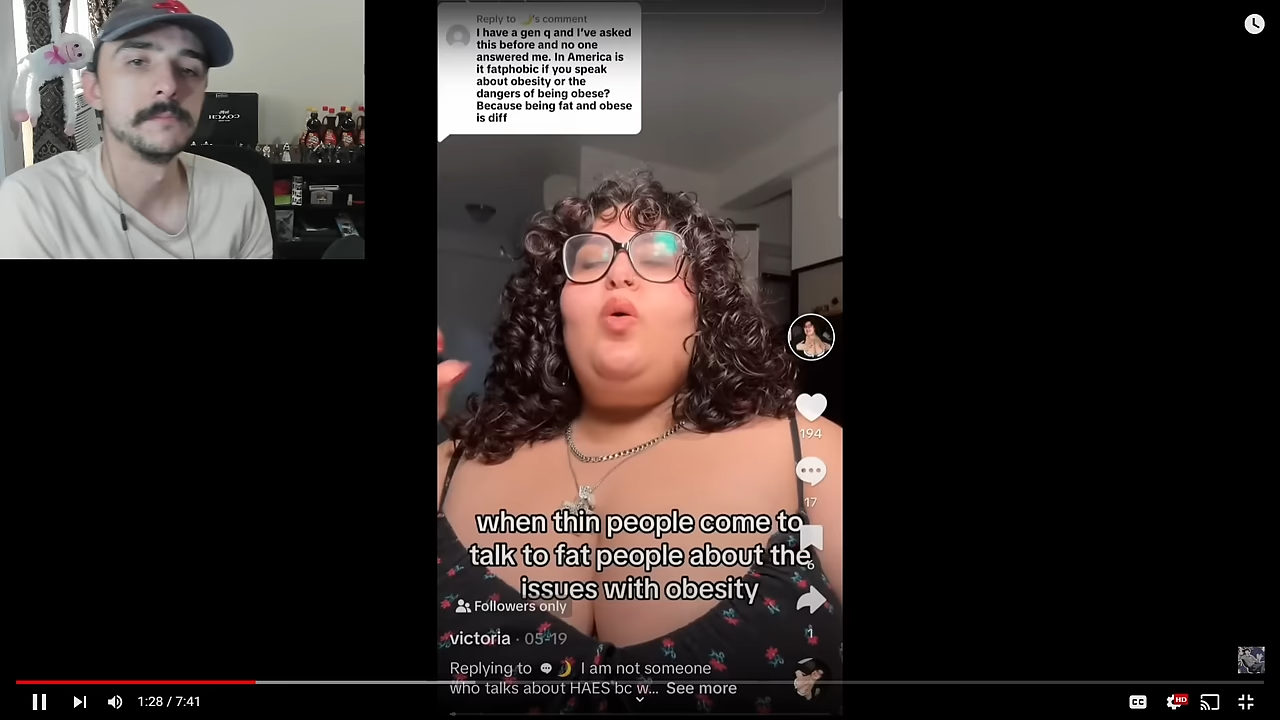 Reply to 🌙's comment
I have a gen q and I've asked
this before and no one
answered me. In America is
it fatphobic if you speak
about obesity or the
dangers of being obese?
Because being fat and obese
is diff
COACH
194
17
when thin people come to
talk to fat people about the
issues with obesity
6
Followers only
1
victoria · 05-19
Replying to 💬 🌙 I am not someone
who talks about HAES bc w... See more
1:28 / 7:41
CC
HD